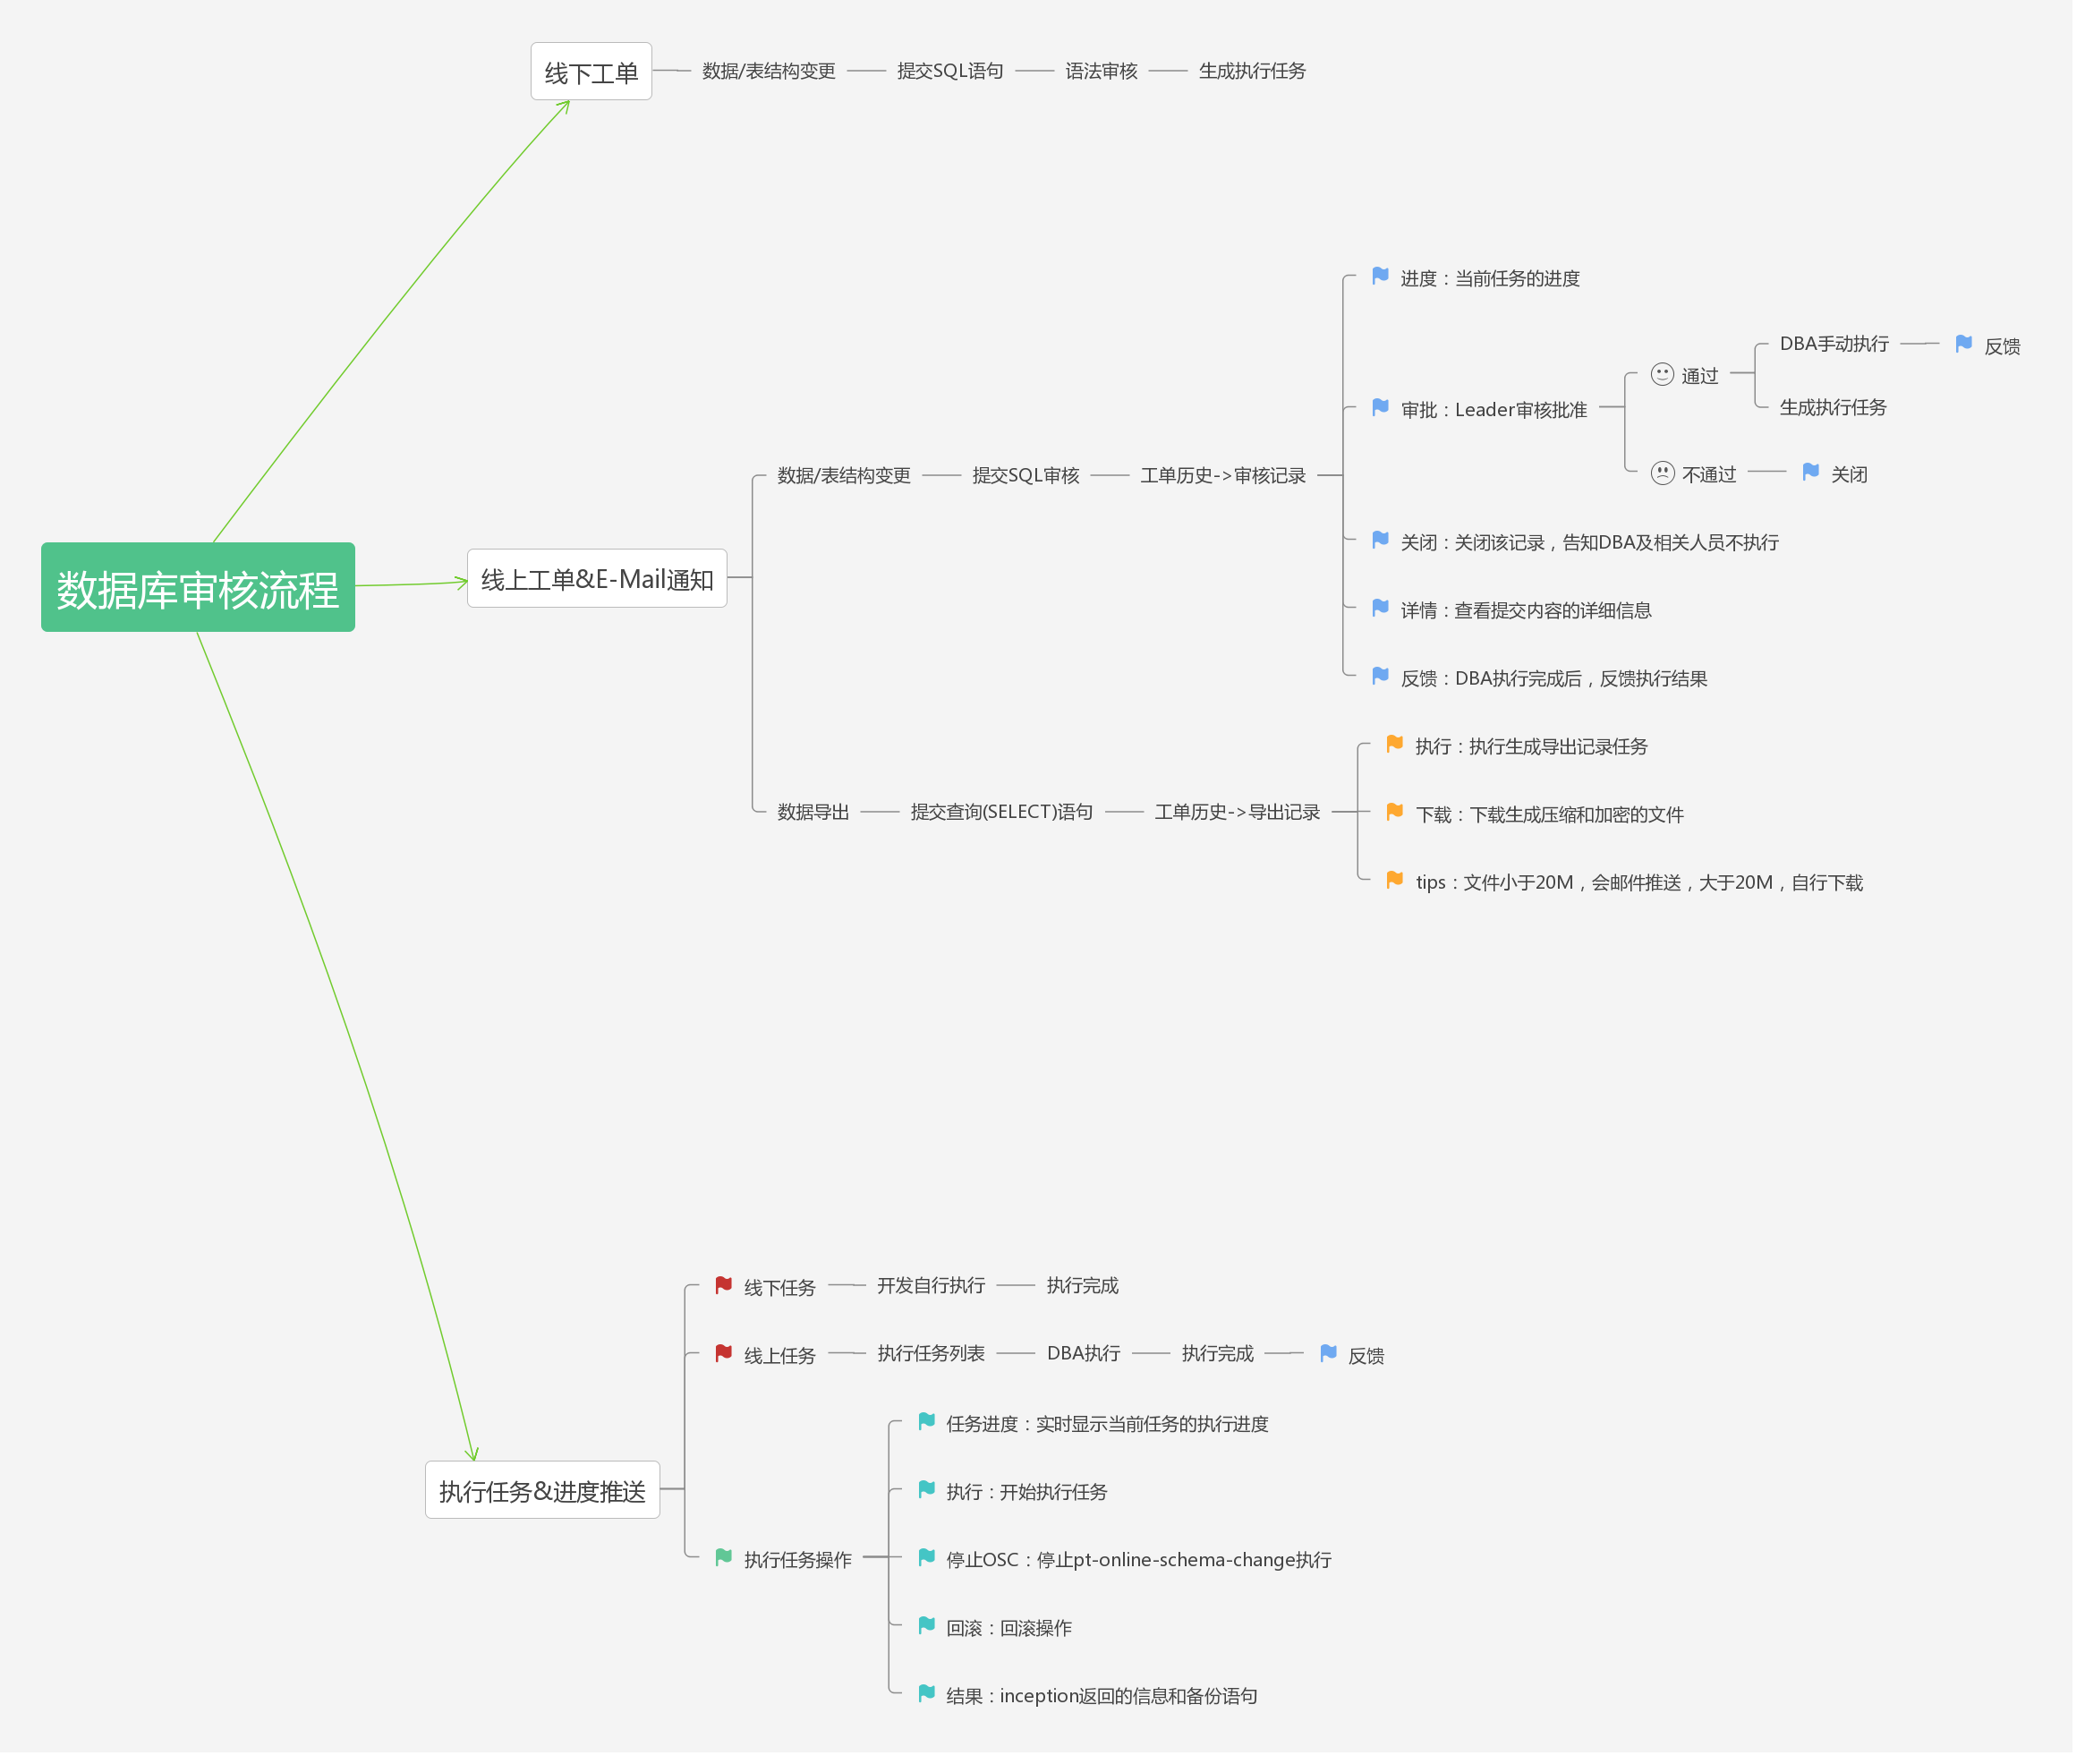 线下工单
数据/表结构变更
提交SQL语句
语法审核
生成执行任务
数据库审核流程
线上工单&E-Mail通知
数据/表结构变更
提交SQL审核
工单历史->审核记录
进度：当前任务的进度
审批：Leader审核批准
通过
DBA手动执行
反馈
生成执行任务
不通过
关闭
关闭：关闭该记录，告知DBA及相关人员不执行
详情：查看提交内容的详细信息
反馈：DBA执行完成后，反馈执行结果
数据导出
提交查询(SELECT)语句
工单历史->导出记录
执行：执行生成导出记录任务
下载：下载生成压缩和加密的文件
tips：文件小于20M，会邮件推送，大于20M，自行下载
执行任务&进度推送
线下任务
开发自行执行
执行完成
线上任务
执行任务列表
DBA执行
执行完成
反馈
执行任务操作
任务进度：实时显示当前任务的执行进度
执行：开始执行任务
停止OSC：停止pt-online-schema-change执行
回滚：回滚操作
结果：inception返回的信息和备份语句